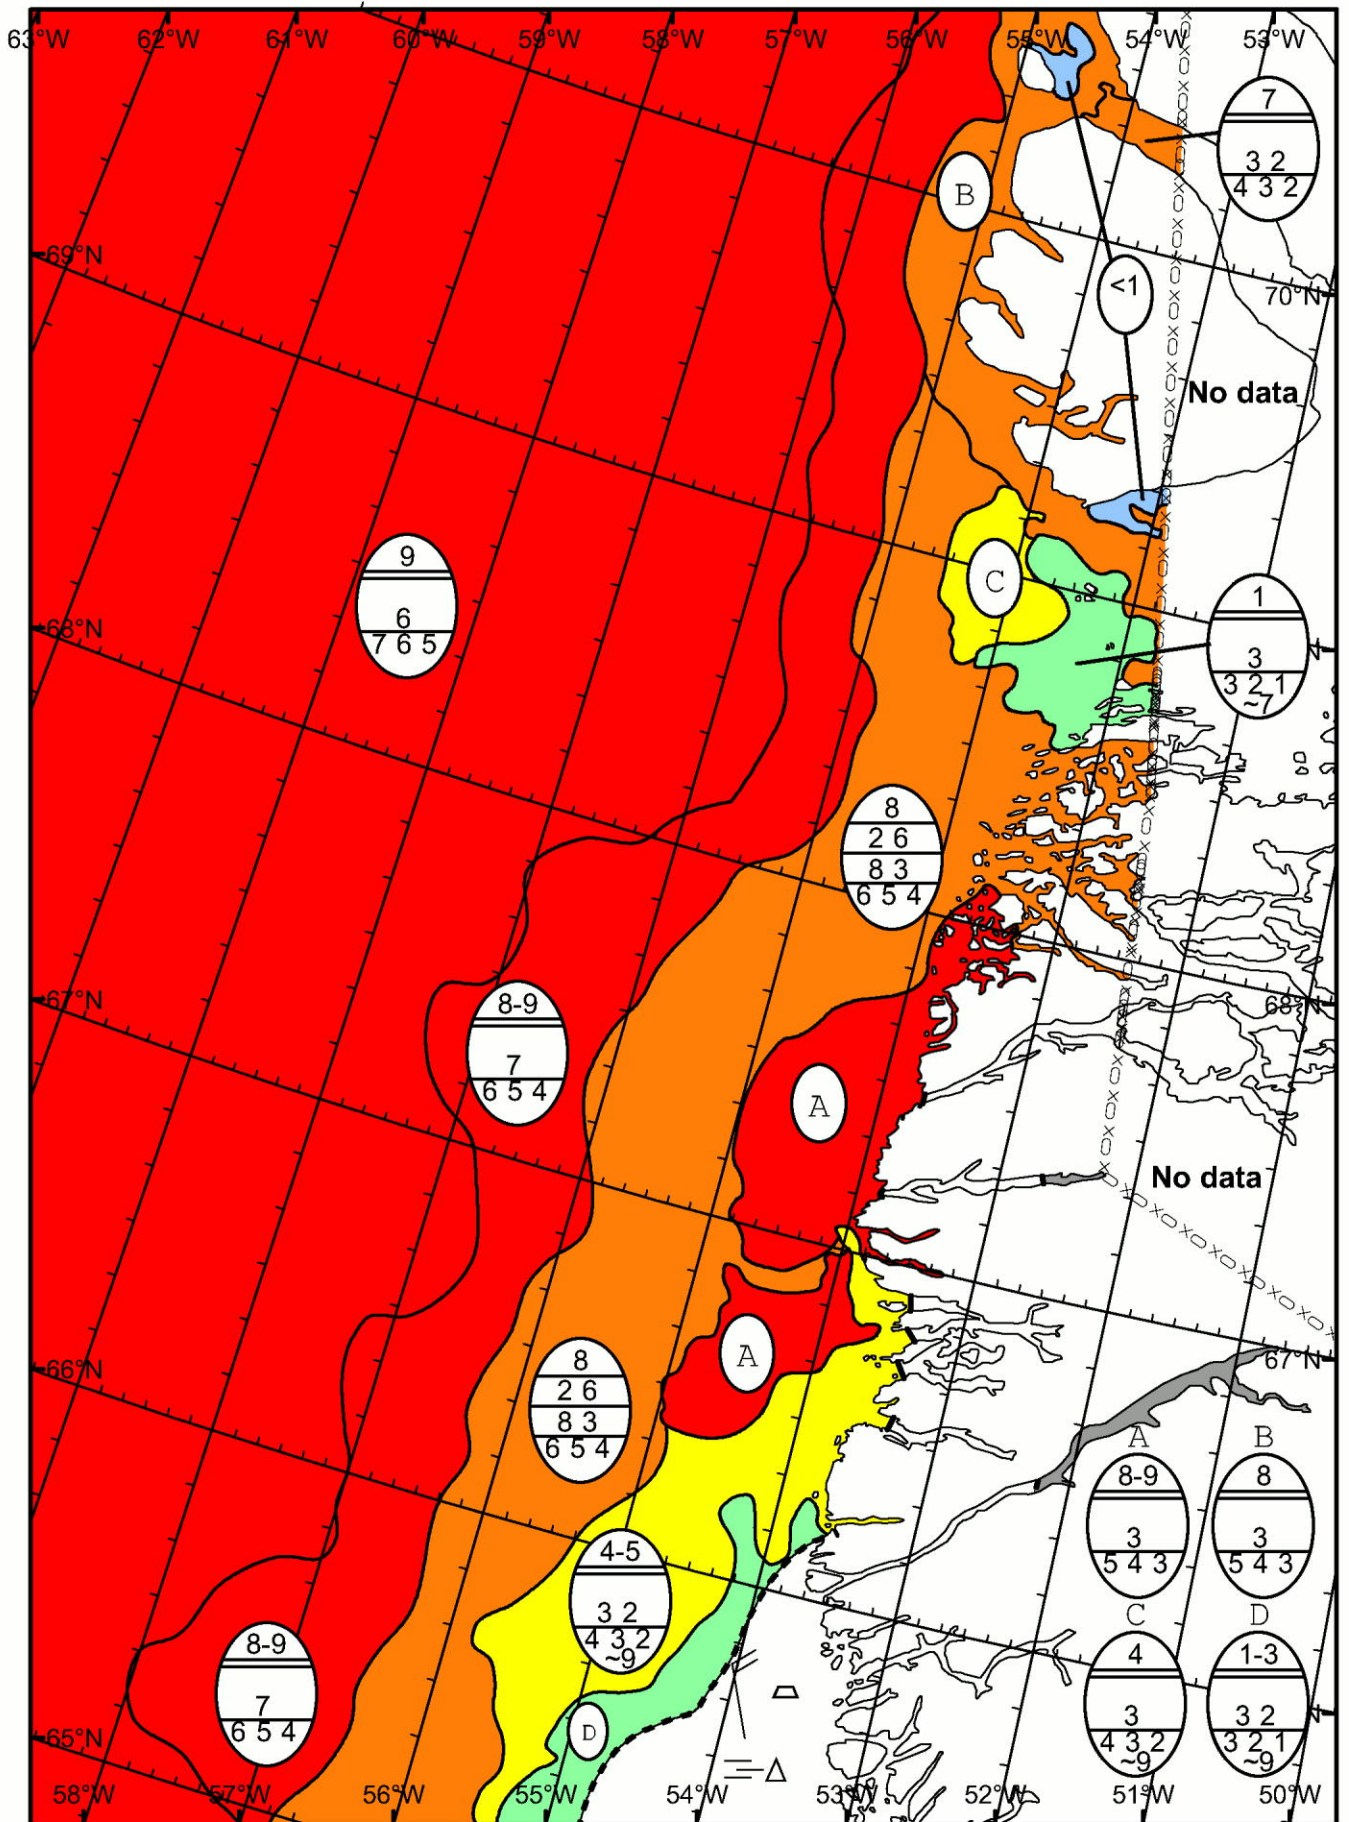 63°W 62°W 61°W 60°W 59°W 58°W 57°W 56°W 55°W 54°W 53°W
7
3 2
4 3 2
B
69°N
<1
70°N
No data
9
6
7 6 5
C
1
3
3 2 1
~7
68°N
N
8
2 6
8 3
6 5 4
67°N
8-9
7
6 5 4
68°N
A
No data
66°N
A
67°N
8
2 6
8 3
6 5 4
A B
8-9 8
3 3
5 4 3 5 4 3
4-5
3 2
4 3 2
~9
8-9
7
6 5 4
C D
4 1-3
3 3 2
4 3 2 3 2 1
~9 ~9
N
D
65°N
58°W 57°W 56°W 55°W 54°W 53°W 52°W 51°W 50°W